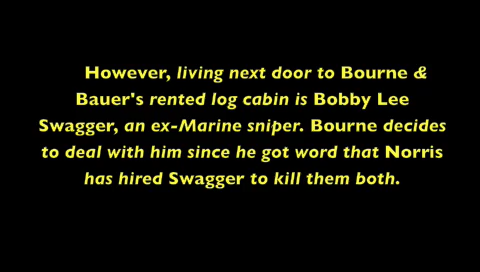 However, living next door to Bourne &
Bauer's rented log cabin is Bobby Lee
Swagger, an ex-Marine sniper. Bourne decides
to deal with him since he got word that Norris
has hired Swagger to kill them both.